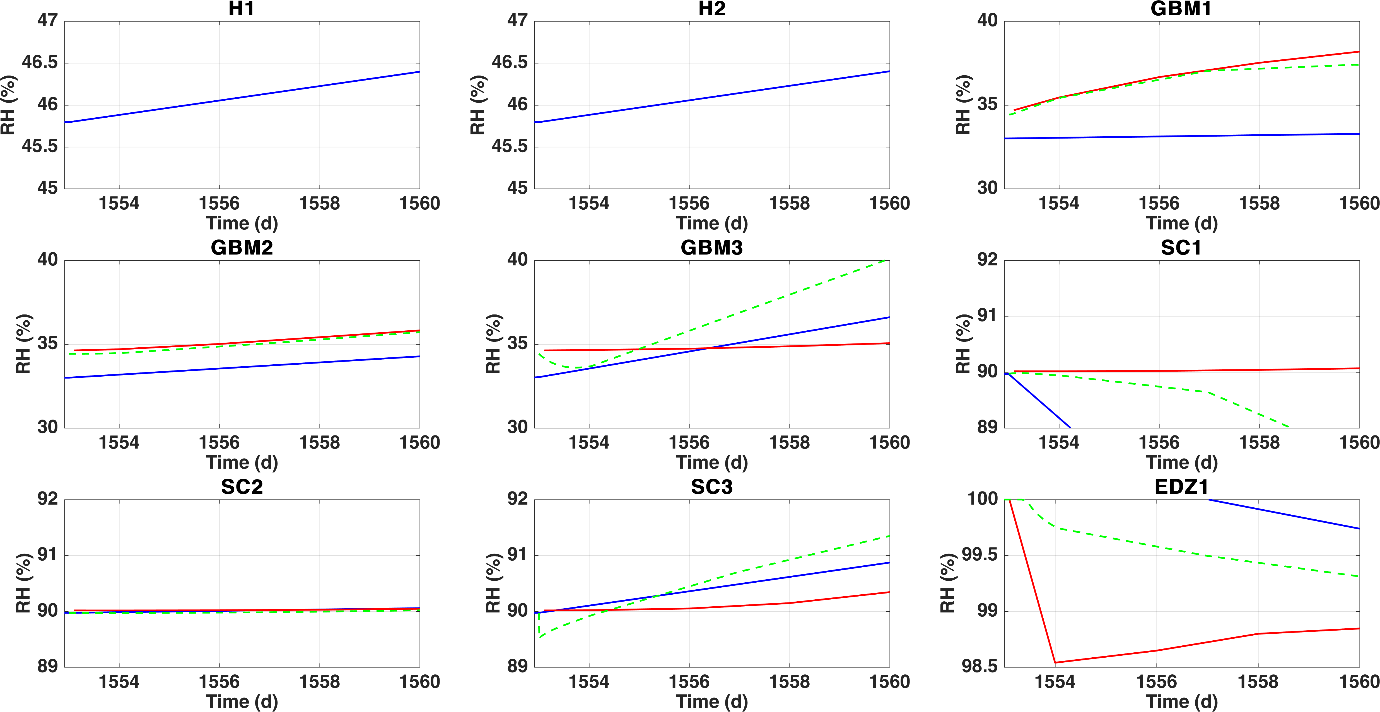 H1
47
46.5
46
45.5
45
RH (%)
1554 1556 1558 1560
Time (d)
H2
47
46.5
46
45.5
45
RH (%)
1554 1556 1558 1560
Time (d)
GBM1
40
35
30
RH (%)
1554 1556 1558 1560
Time (d)
GBM2
40
35
30
RH (%)
1554 1556 1558 1560
Time (d)
GBM3
40
35
30
RH (%)
1554 1556 1558 1560
Time (d)
SC1
92
91
90
89
RH (%)
1554 1556 1558 1560
Time (d)
SC2
92
91
90
89
RH (%)
1554 1556 1558 1560
Time (d)
SC3
92
91
90
89
RH (%)
1554 1556 1558 1560
Time (d)
EDZ1
100
99.5
99
98.5
RH (%)
1554 1556 1558 1560
Time (d)